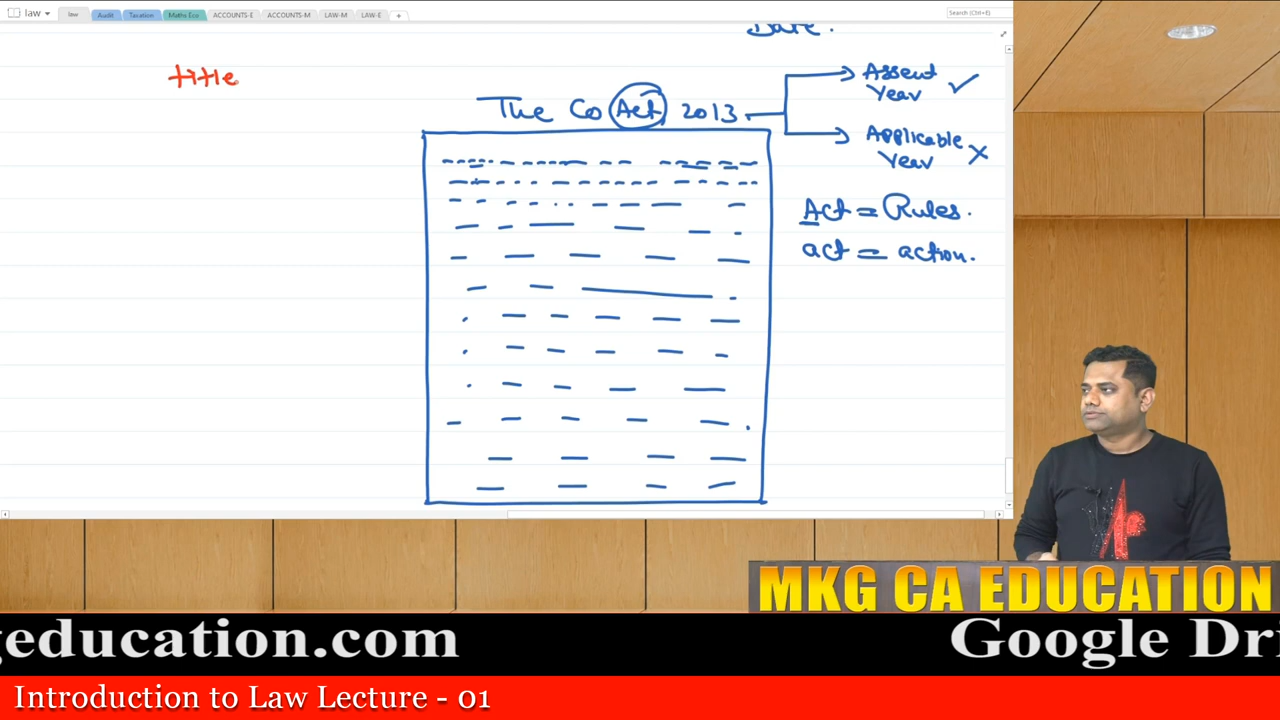 law
law
Audit
Taxation
Maths Eco
ACCOUNTS-E
ACCOUNTS-M
LAW-M
LAW-E
+
Search (Ctrl+E)
Date.
title
The Co Act 2013
Assent
Year ✓
Applicable
Year ×
Act = Rules.
act = action.
MKG CA EDUCATION
geducation.com
Google Dri
Introduction to Law Lecture - 01